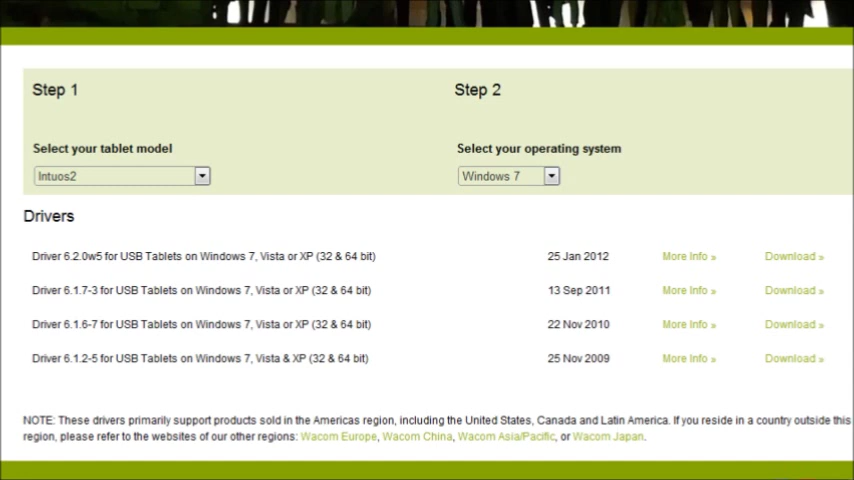 Step 1
Step 2
Select your tablet model
Select your operating system
Intuos2
Windows 7
Drivers
Driver 6.2.0w5 for USB Tablets on Windows 7, Vista or XP (32 & 64 bit) 25 Jan 2012 More Info » Download »
Driver 6.1.7-3 for USB Tablets on Windows 7, Vista or XP (32 & 64 bit) 13 Sep 2011 More Info » Download »
Driver 6.1.6-7 for USB Tablets on Windows 7, Vista or XP (32 & 64 bit) 22 Nov 2010 More Info » Download »
Driver 6.1.2-5 for USB Tablets on Windows 7, Vista & XP (32 & 64 bit) 25 Nov 2009 More Info » Download »
NOTE: These drivers primarily support products sold in the Americas region, including the United States, Canada and Latin America. If you reside in a country outside this
region, please refer to the websites of our other regions: Wacom Europe, Wacom China, Wacom Asia/Pacific, or Wacom Japan.